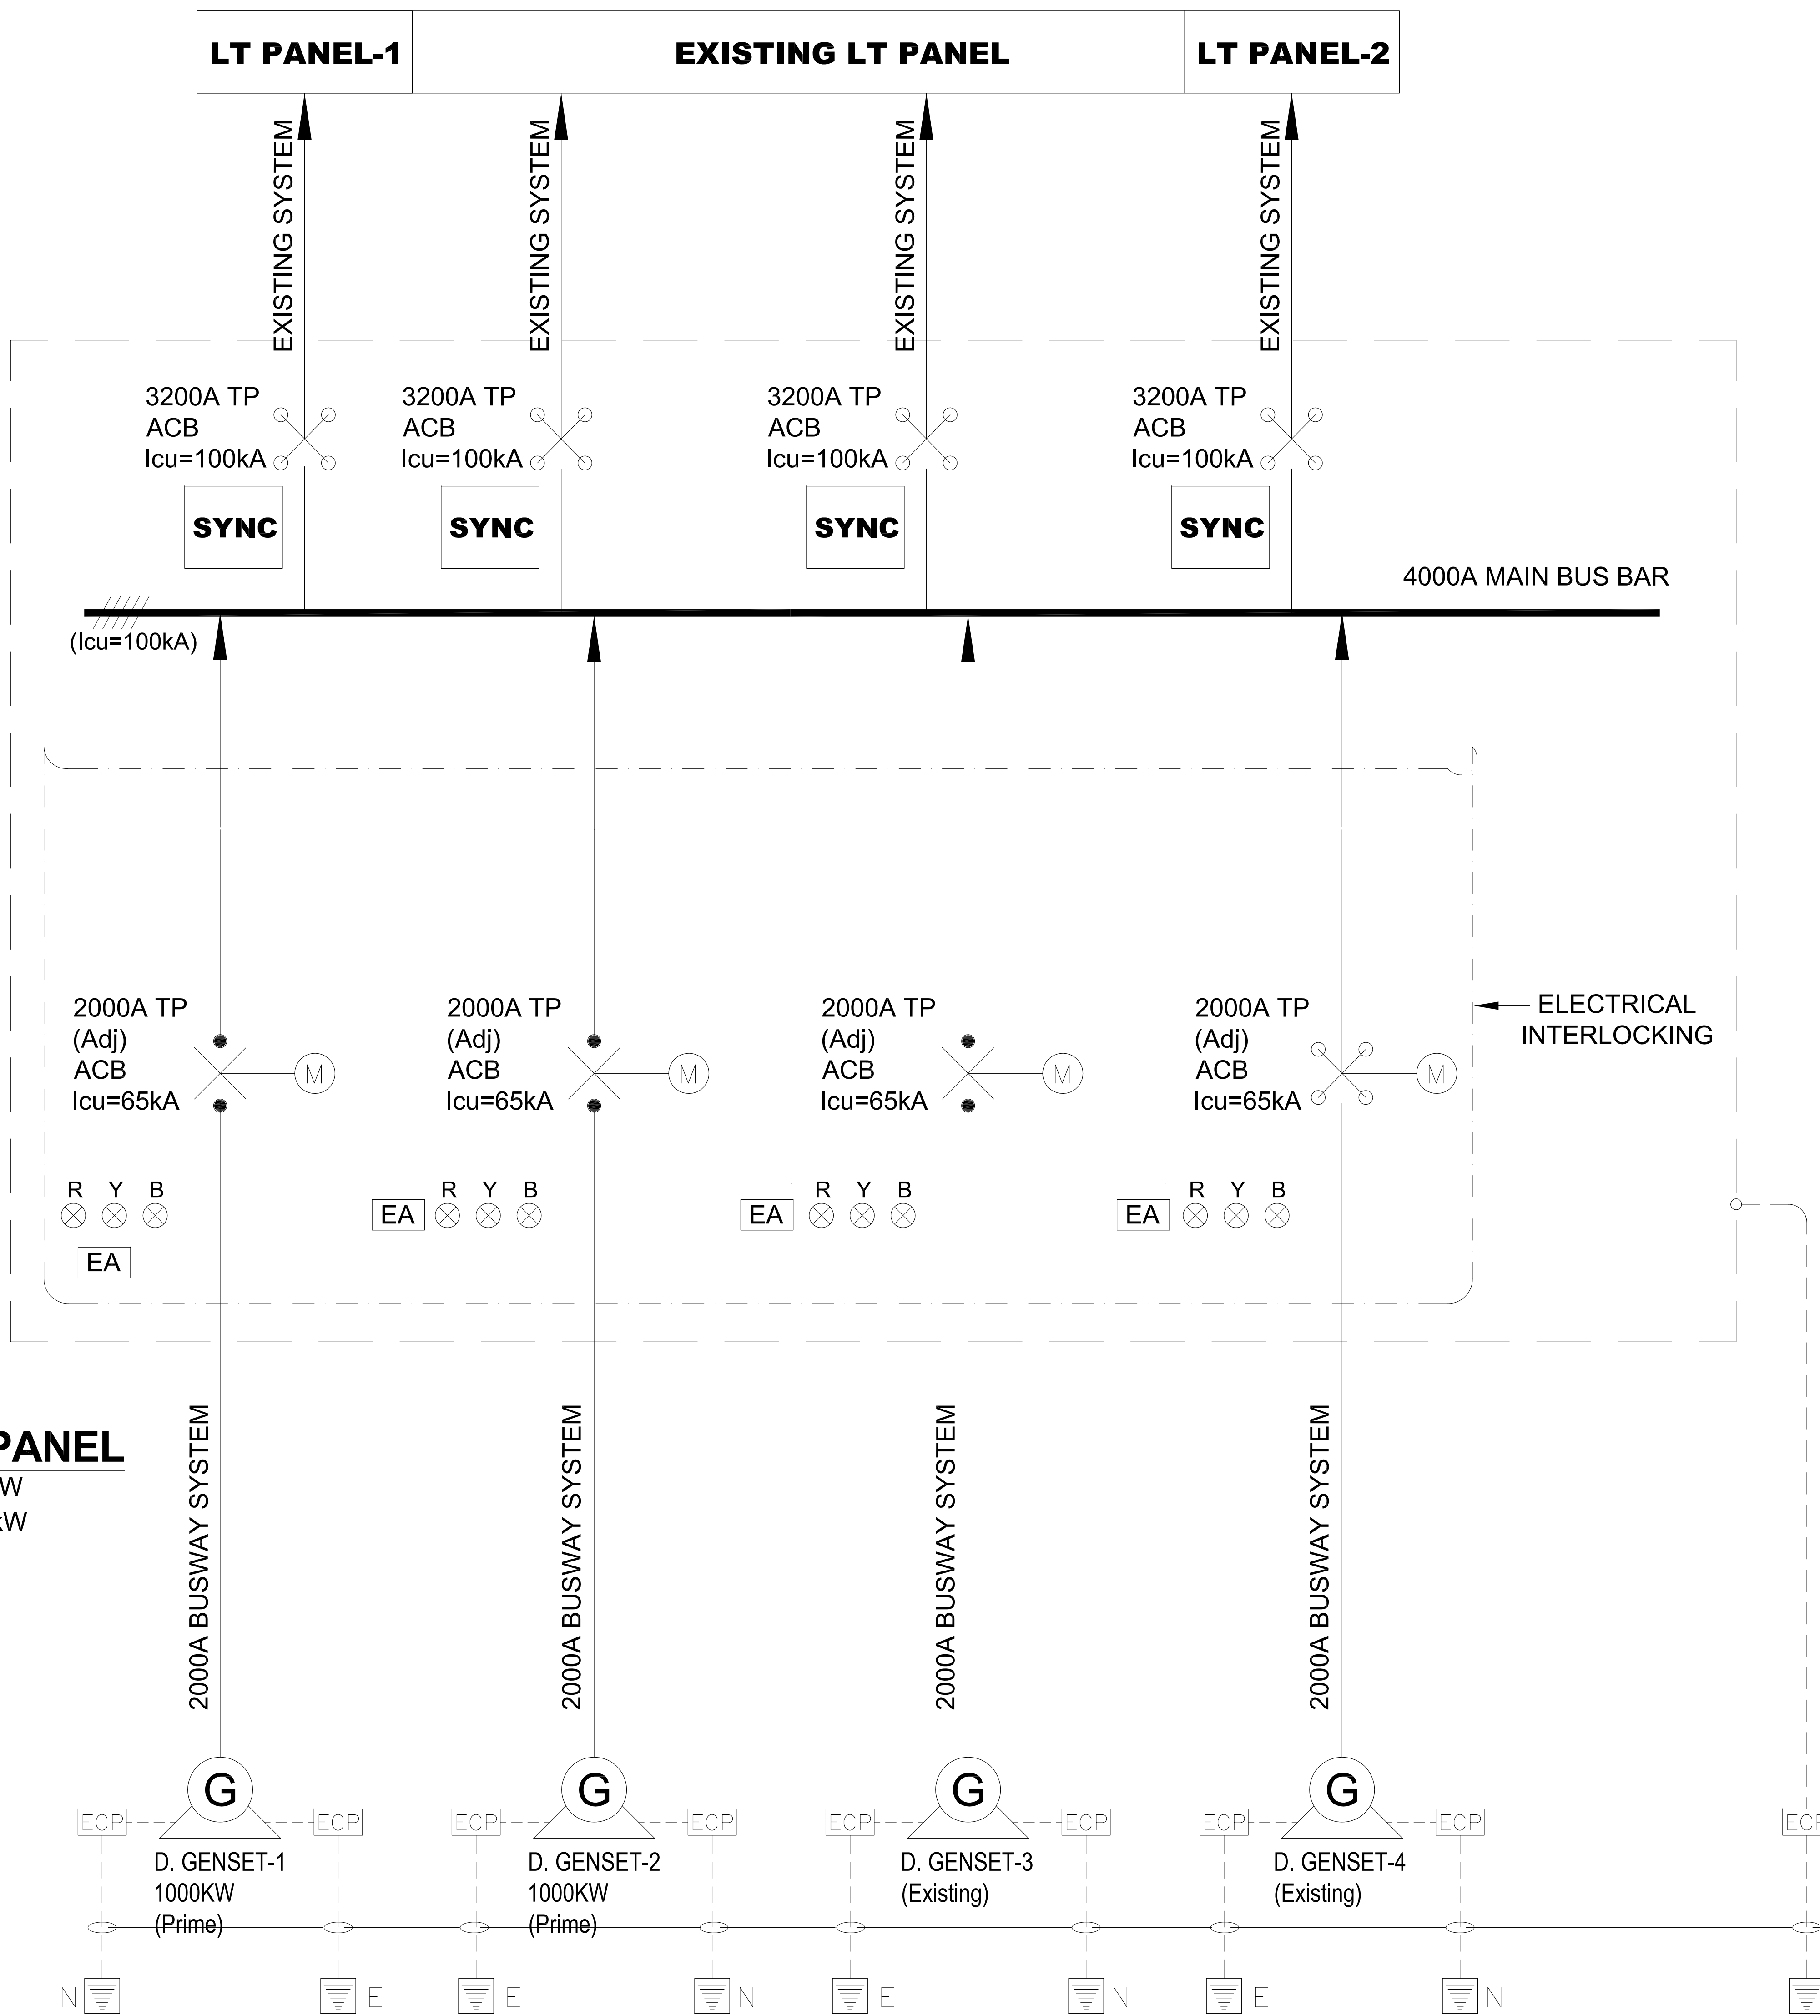 LT PANEL-1
EXISTING LT PANEL
LT PANEL-2
EXISTING SYSTEM
EXISTING SYSTEM
EXISTING SYSTEM
EXISTING SYSTEM
3200A TP
ACB
Icu=100kA
SYNC
3200A TP
ACB
Icu=100kA
SYNC
3200A TP
ACB
Icu=100kA
SYNC
3200A TP
ACB
Icu=100kA
SYNC
4000A MAIN BUS BAR
(Icu=100kA)
2000A TP
(Adj)
ACB
Icu=65kA
M
2000A TP
(Adj)
ACB
Icu=65kA
M
2000A TP
(Adj)
ACB
Icu=65kA
M
2000A TP
(Adj)
ACB
Icu=65kA
M
ELECTRICAL
INTERLOCKING
R Y B
EA
EA R Y B
EA R Y B
EA R Y B
PANEL
W
kW
2000A BUSWAY SYSTEM
2000A BUSWAY SYSTEM
2000A BUSWAY SYSTEM
2000A BUSWAY SYSTEM
G
G
G
G
ECP
ECP
ECP
ECP
ECP
ECP
ECP
ECP
ECP
D. GENSET-1
1000KW
(Prime)
D. GENSET-2
1000KW
(Prime)
D. GENSET-3
(Existing)
D. GENSET-4
(Existing)
N
E
E
N
E
N
E
N